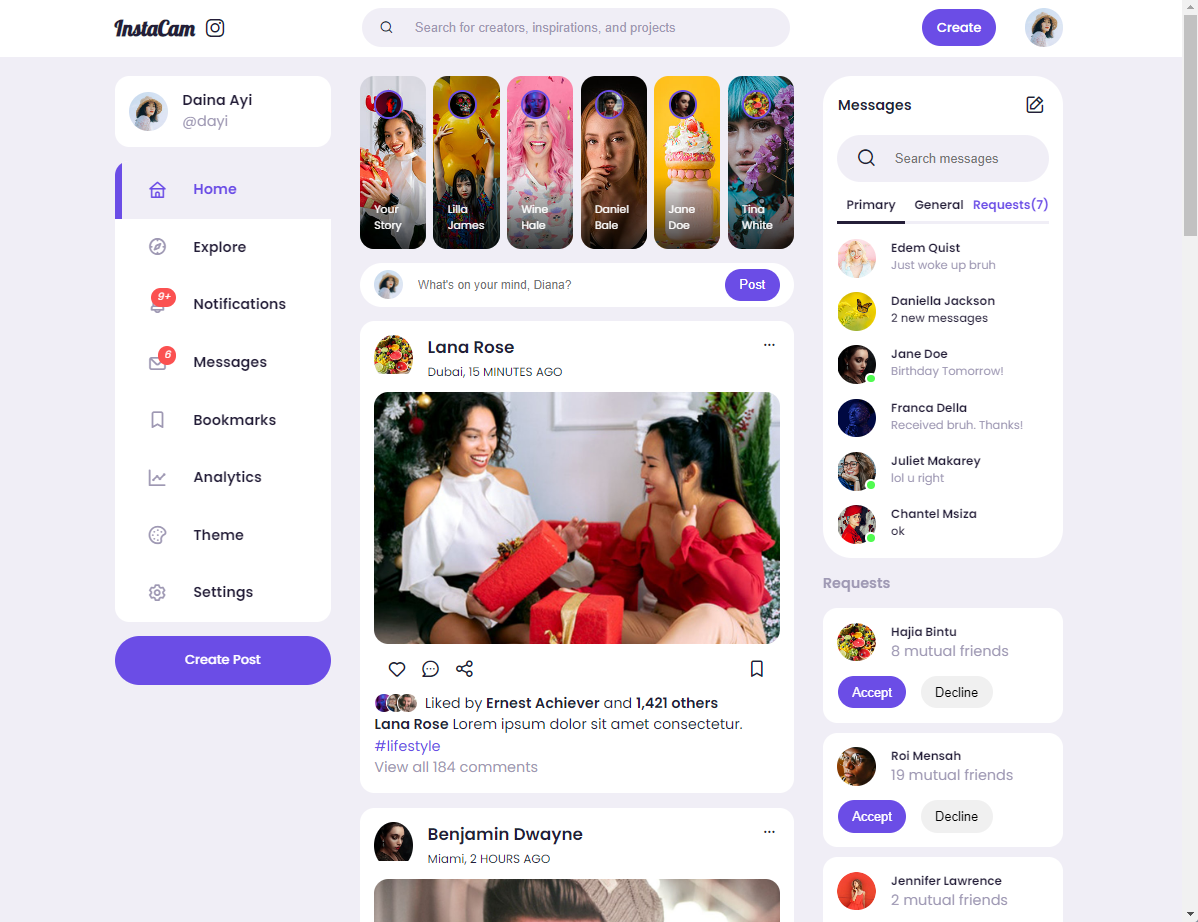 InstaCam
Search for creators, inspirations, and projects
Create
Daina Ayi
@dayi
Home
Explore
9+
Notifications
6
Messages
Bookmarks
Analytics
Theme
Settings
Create Post
Your
Story
Lilla
James
Wine
Hale
Daniel
Bale
Jane
Doe
Tina
White
What's on your mind, Diana?
Post
Lana Rose
...
Dubai, 15 MINUTES AGO
Liked by Ernest Achiever and 1,421 others
Lana Rose Lorem ipsum dolor sit amet consectetur.
#lifestyle
View all 184 comments
Benjamin Dwayne
...
Miami, 2 HOURS AGO
Messages
Search messages
Primary General Requests(7)
Edem Quist
Just woke up bruh
Daniella Jackson
2 new messages
Jane Doe
Birthday Tomorrow!
Franca Della
Received bruh. Thanks!
Juliet Makarey
lol u right
Chantel Msiza
ok
Requests
Hajia Bintu
8 mutual friends
Accept Decline
Roi Mensah
19 mutual friends
Accept Decline
Jennifer Lawrence
2 mutual friends